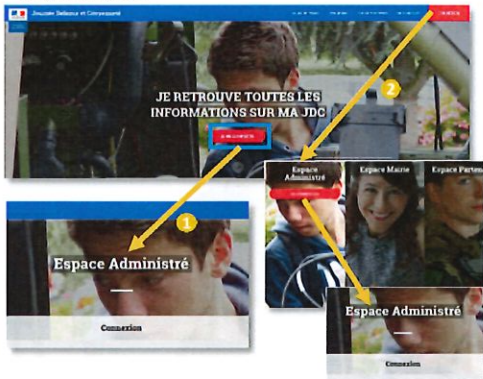 Journée Défense et Citoyenneté
JE RETROUVE TOUTES LES
INFORMATIONS SUR MA JDC
2
1
Espace
Administré
Espace Mairie
Espace Parten
Espace Administré
Connexion
Espace Administré
Connexion